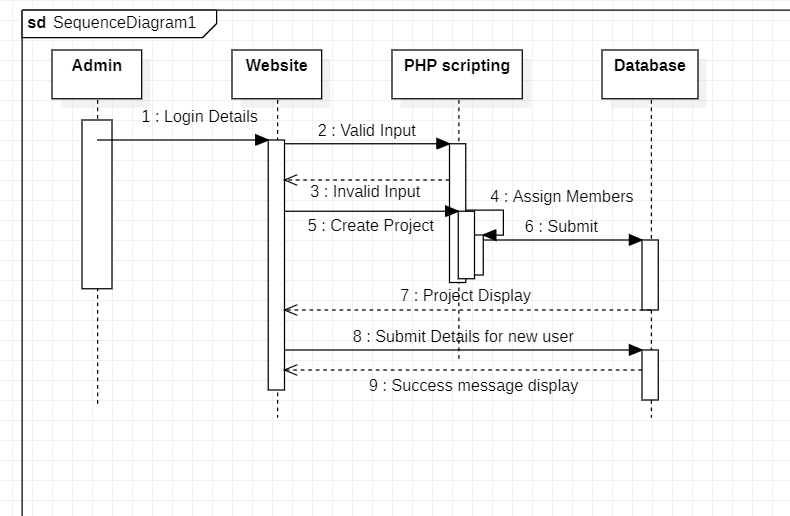 sd SequenceDiagram1
Admin
Website
PHP scripting
Database
1 : Login Details
2 : Valid Input
3 : Invalid Input
4 : Assign Members
5 : Create Project
6 : Submit
7 : Project Display
8 : Submit Details for new user
9 : Success message display